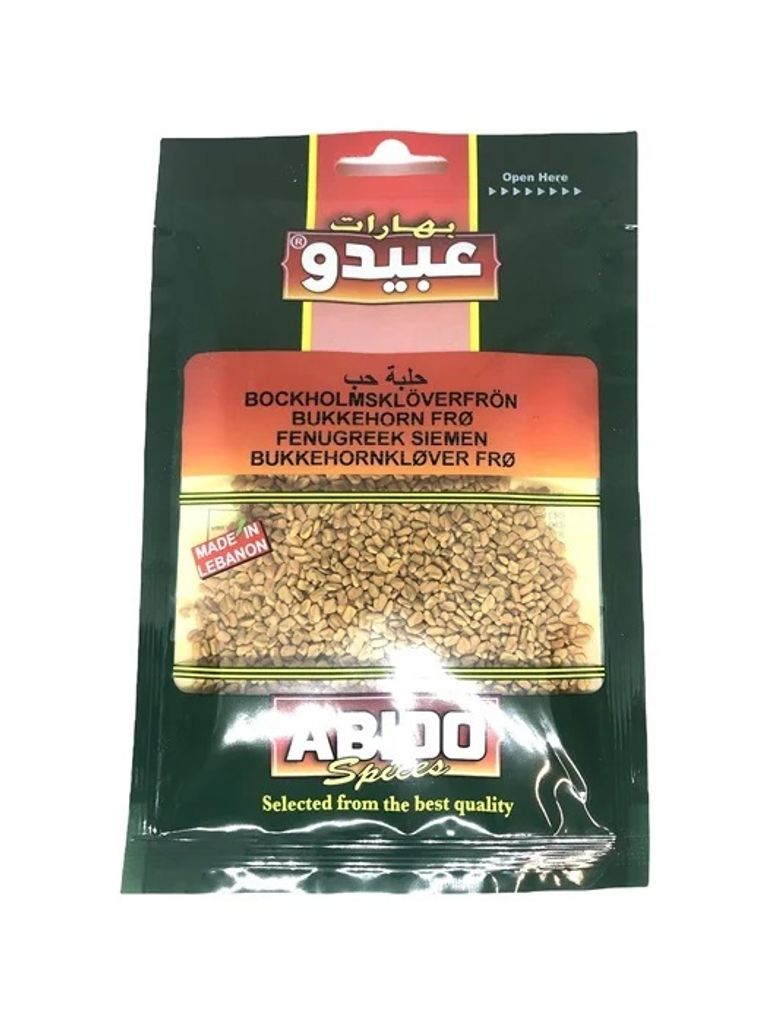 Open Here
بهارات
عبيدو ®
حلبة حب
BOCKHOLMSKLÖVERFRÖN
BUKKEHORN FRØ
FENUGREEK SIEMEN
BUKKEHORNKLØVER FRØ
MADE IN
LEBANON
ABIDO
Spices
Selected from the best quality